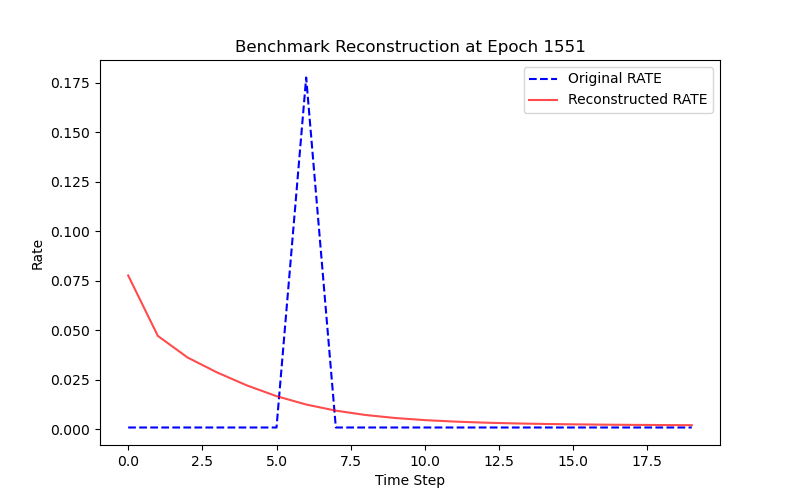 Benchmark Reconstruction at Epoch 1551
Original RATE
Reconstructed RATE
0.175
0.150
0.125
0.100
0.075
0.050
0.025
0.000
Rate
0.0 2.5 5.0 7.5 10.0 12.5 15.0 17.5
Time Step